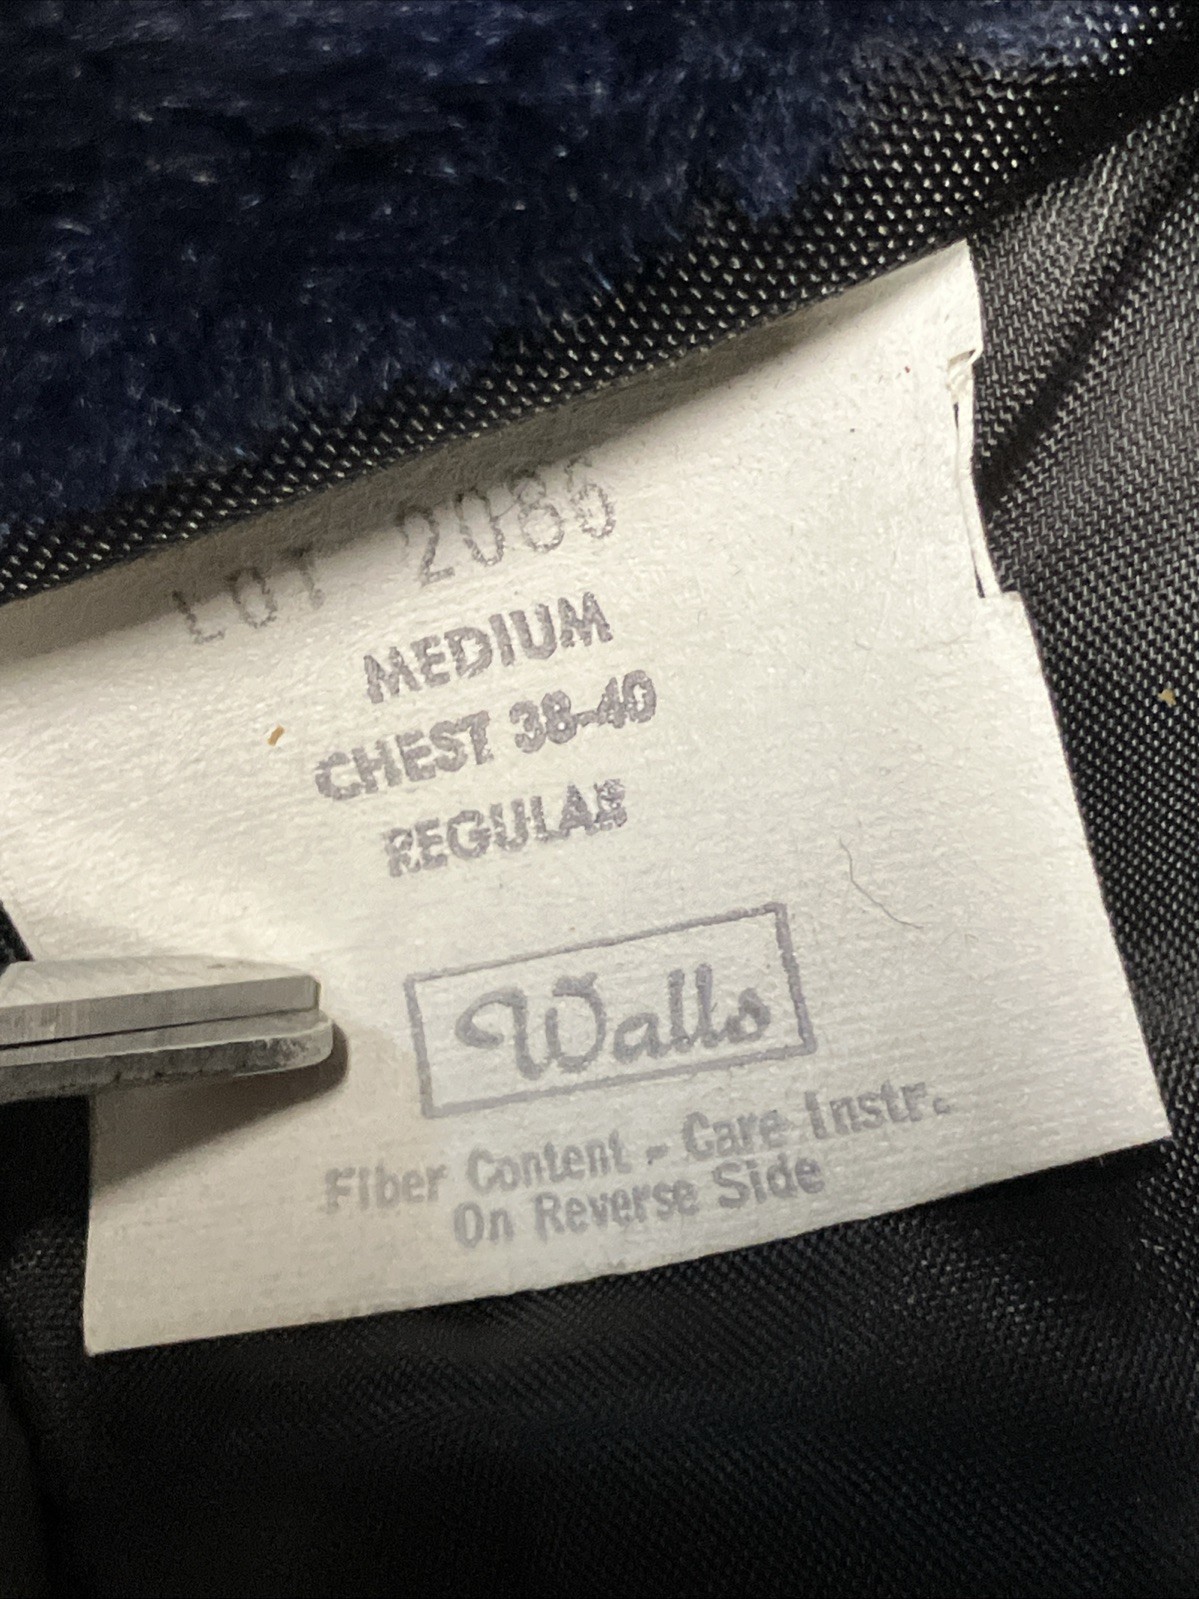 LOT 2086
MEDIUM
CHEST 38-40
REGULAR
Walls
Fiber Content - Care Instr.
On Reverse Side